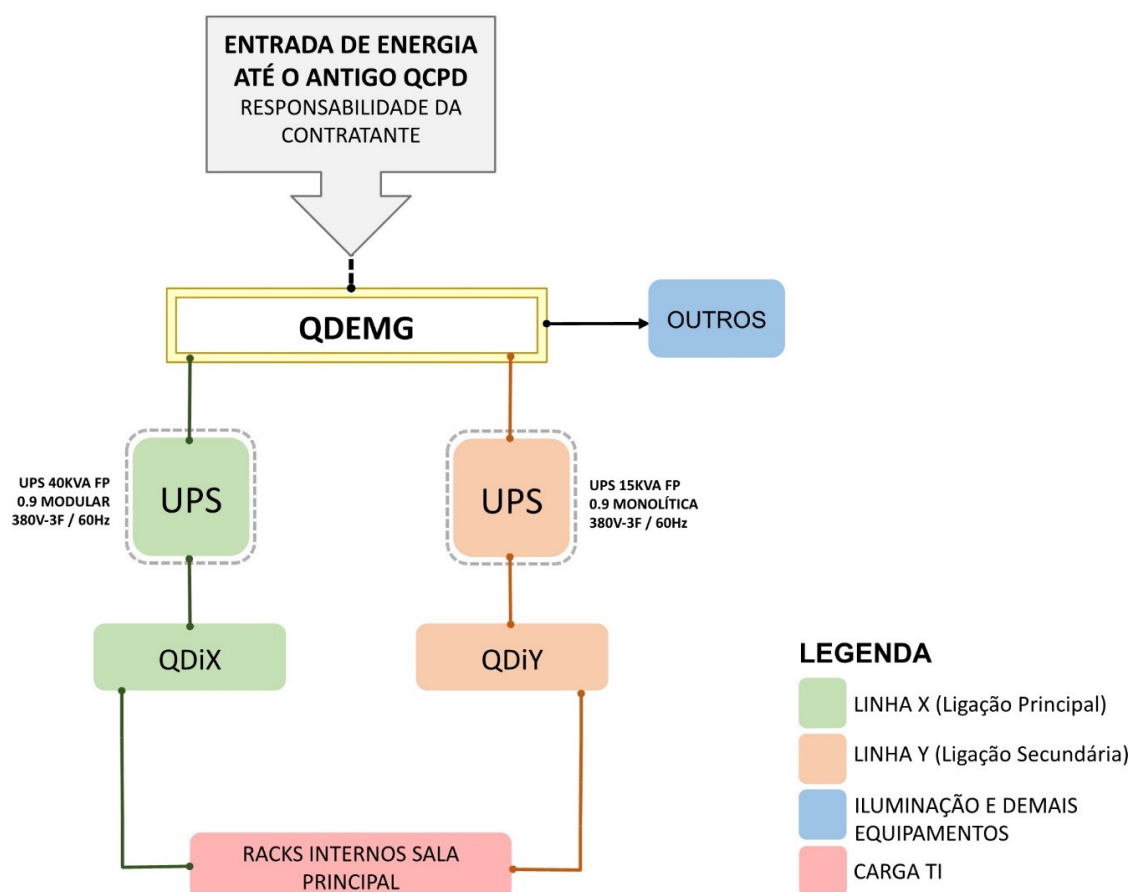 ENTRADA DE ENERGIA
ATÉ O ANTIGO QCPD
RESPONSABILIDADE DA
CONTRATANTE
QDEMG
OUTROS
UPS 40KVA FP
0.9 MODULAR
380V-3F / 60Hz
UPS
UPS
UPS 15KVA FP
0.9 MONOLÍTICA
380V-3F / 60Hz
QDiX
QDiY
RACKS INTERNOS SALA
PRINCIPAL
LEGENDA
LINHA X (Ligação Principal)
LINHA Y (Ligação Secundária)
ILUMINAÇÃO E DEMAIS
EQUIPAMENTOS
CARGA TI